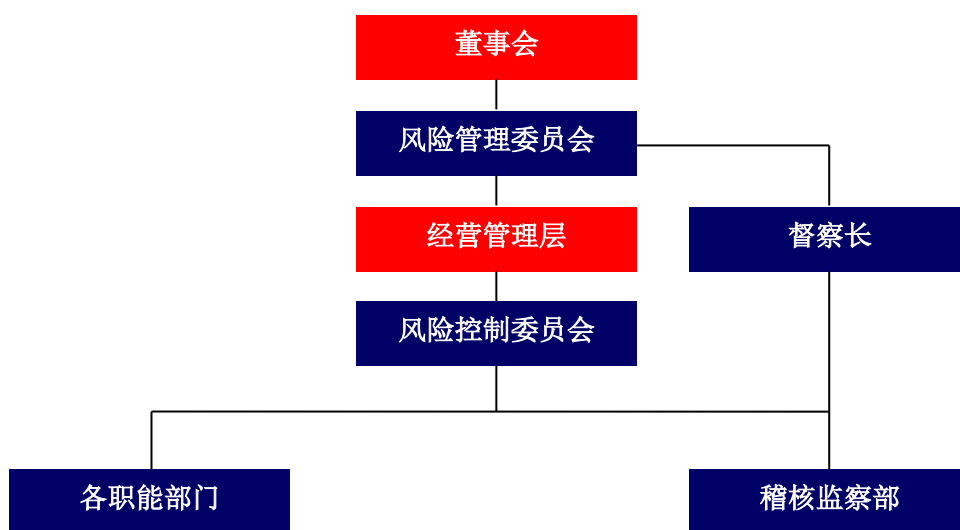 董事会
风险管理委员会
经营管理层
督察长
风险控制委员会
各职能部门
稽核监察部